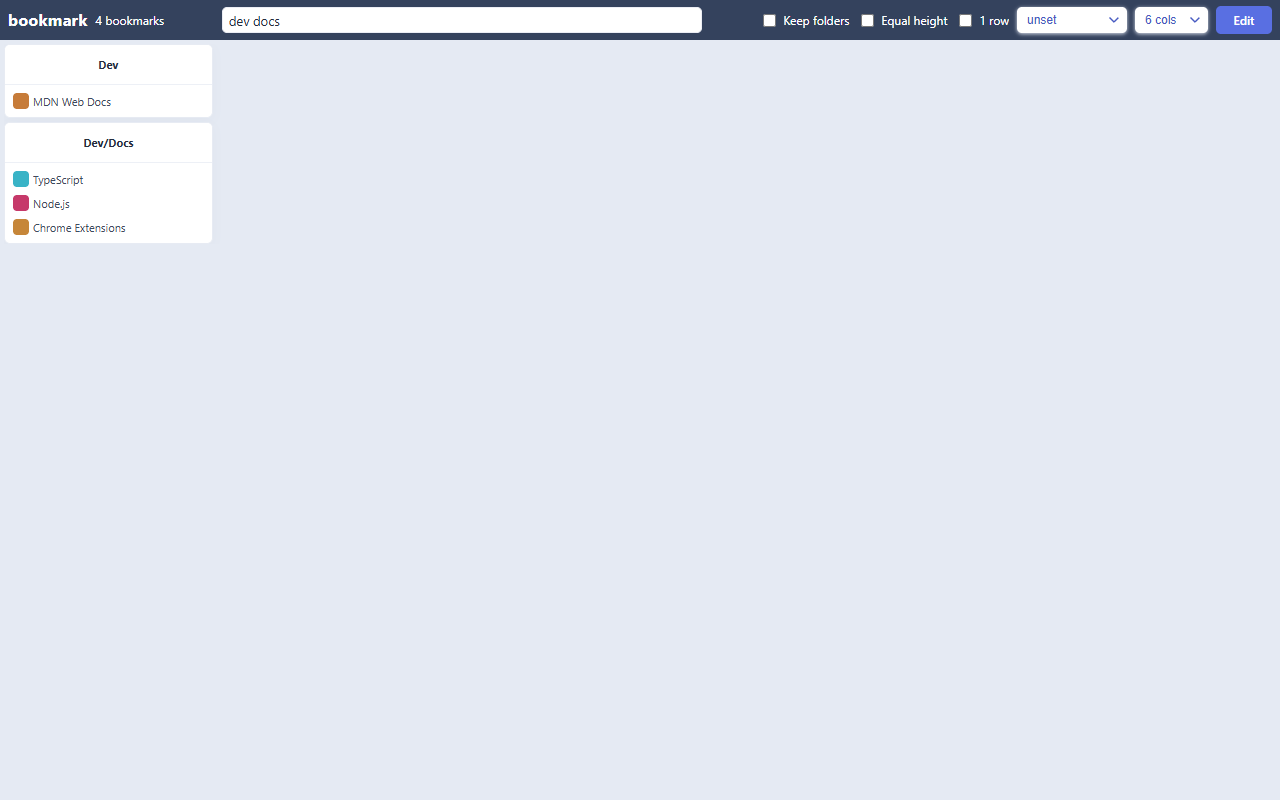 bookmark 4 bookmarks dev docs Keep folders Equal height 1 row unset 6 cols Edit
Dev
MDN Web Docs
Dev/Docs
TypeScript
Node.js
Chrome Extensions